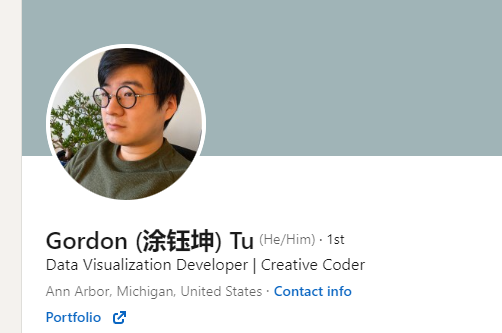 Gordon (涂钰坤) Tu (He/Him) · 1st
Data Visualization Developer | Creative Coder
Ann Arbor, Michigan, United States · Contact info
Portfolio